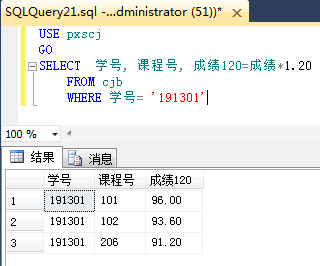 SQLQuery21.sql -...dministrator (51))*
USE pxscj
GO
SELECT 学号, 课程号, 成绩120=成绩*1.20
FROM cjb
WHERE 学号= '191301'
100 %
结果 消息
学号 课程号 成绩120
1 191301 101 96.00
2 191301 102 93.60
3 191301 206 91.20